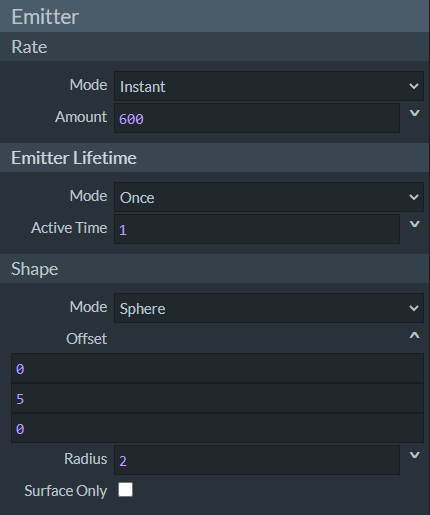 Emitter
Rate
Mode Instant
Amount 600
Emitter Lifetime
Mode Once
Active Time 1
Shape
Mode Sphere
Offset
0
5
0
Radius 2
Surface Only